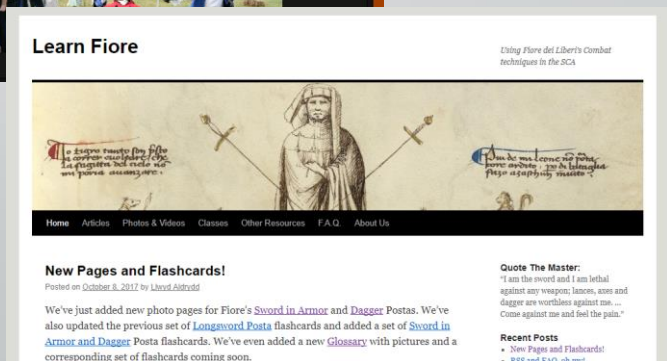 Learn Fiore
Using Fiore dei Liberi's Combat
techniques in the SCA
Home Articles Photos & Videos Classes Other Resources F.A.Q. About Us
New Pages and Flashcards!
Posted on October 8, 2017 by Llwyd Aldrydd
We've just added new photo pages for Fiore's Sword in Armor and Dagger Postas. We've
also updated the previous set of Longsword Posta flashcards and added a set of Sword in
Armor and Dagger Posta flashcards. We've even added a new Glossary with pictures and a
corresponding set of flashcards coming soon.
Quote The Master:
"I am the sword and I am lethal
against any weapon; lances, axes and
dagger are worthless against me. ...
Come against me and feel the pain."
Recent Posts
New Pages and Flashcards!